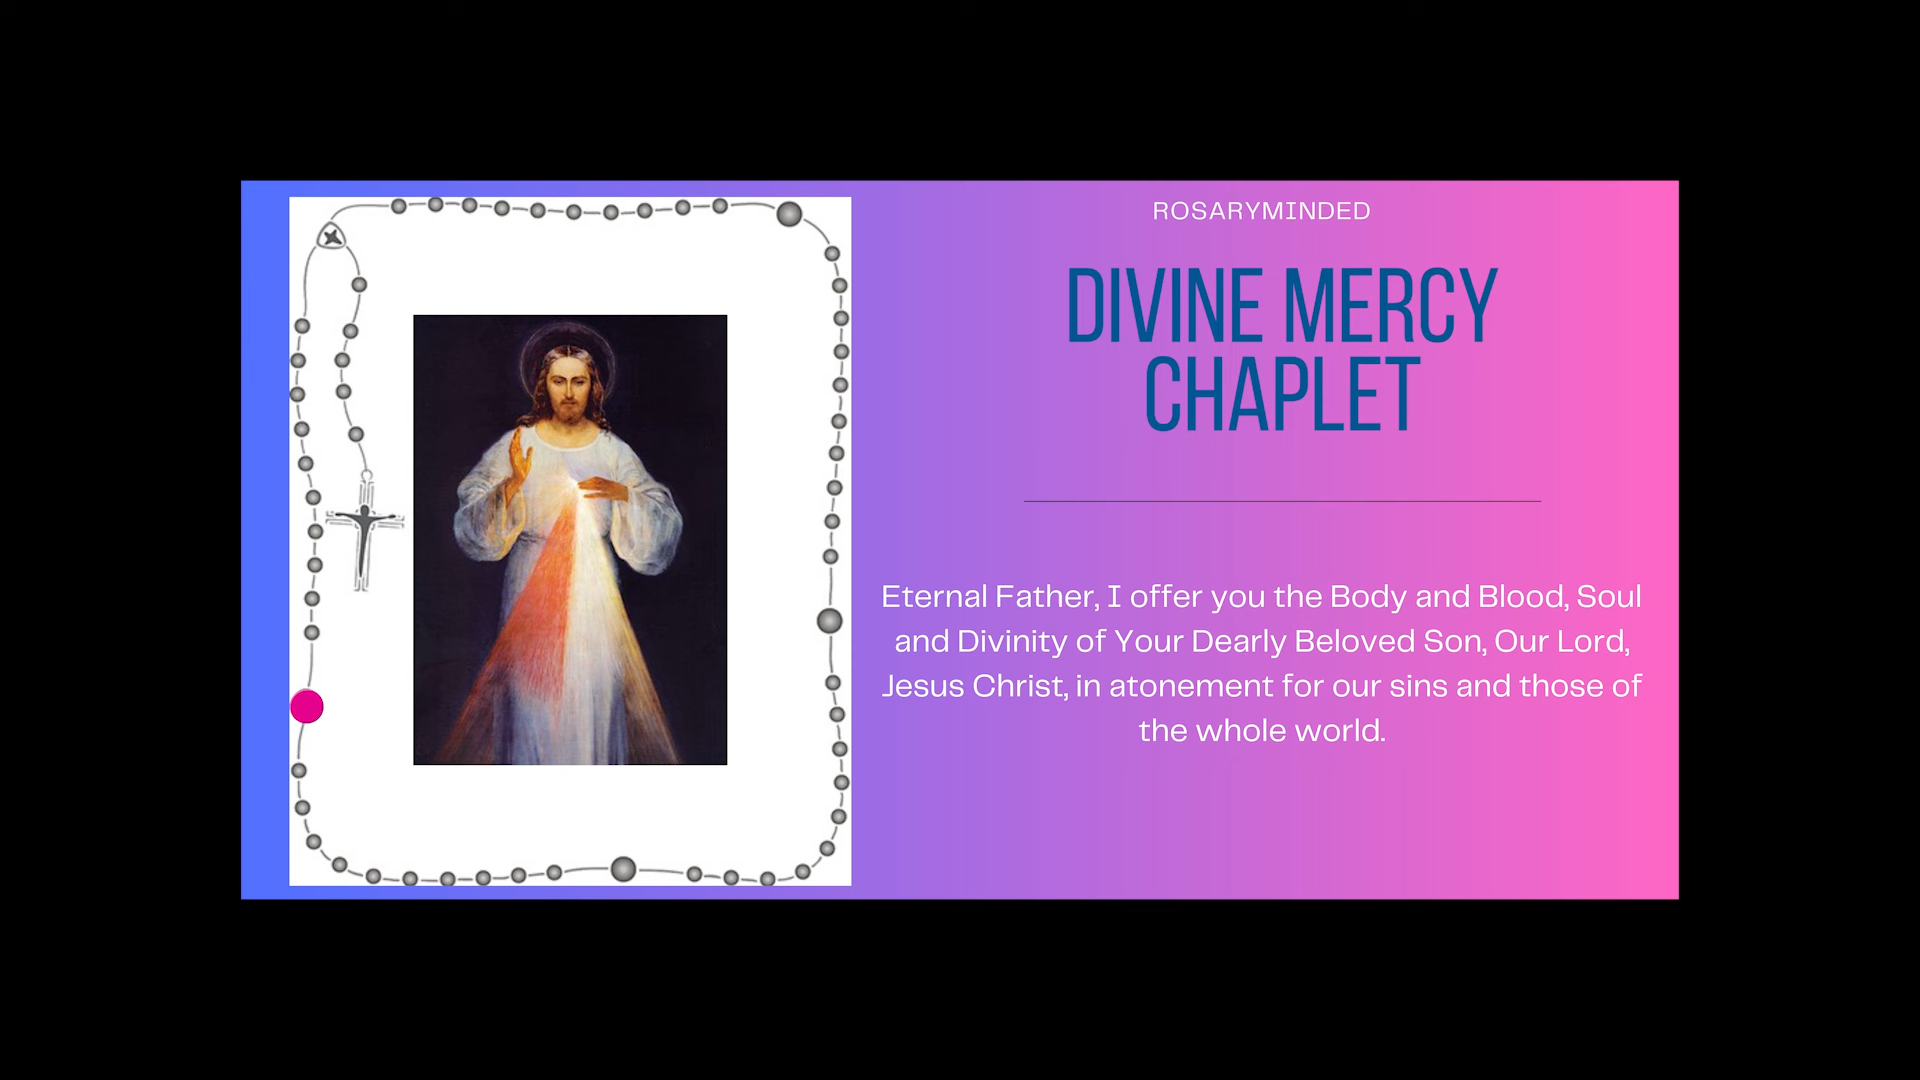 ROSARYMINDED
DIVINE MERCY
CHAPLET
Eternal Father, I offer you the Body and Blood, Soul
and Divinity of Your Dearly Beloved Son, Our Lord,
Jesus Christ, in atonement for our sins and those of
the whole world.